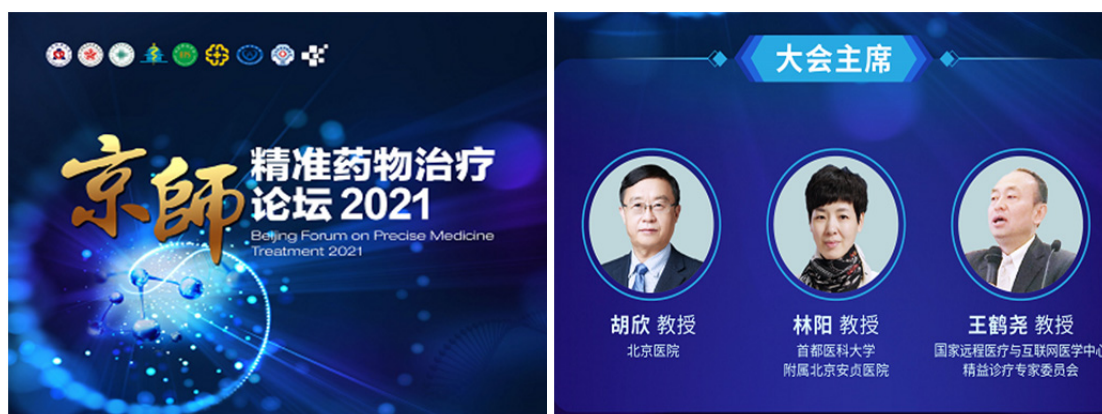 京師
精准药物治疗
论坛 2021
Beijing Forum on Precise Medicine
Treatment 2021
大会主席
胡欣 教授
北京医院
林阳 教授
首都医科大学
附属北京安贞医院
王鹤尧 教授
国家远程医疗与互联网医学中心
精益诊疗专家委员会